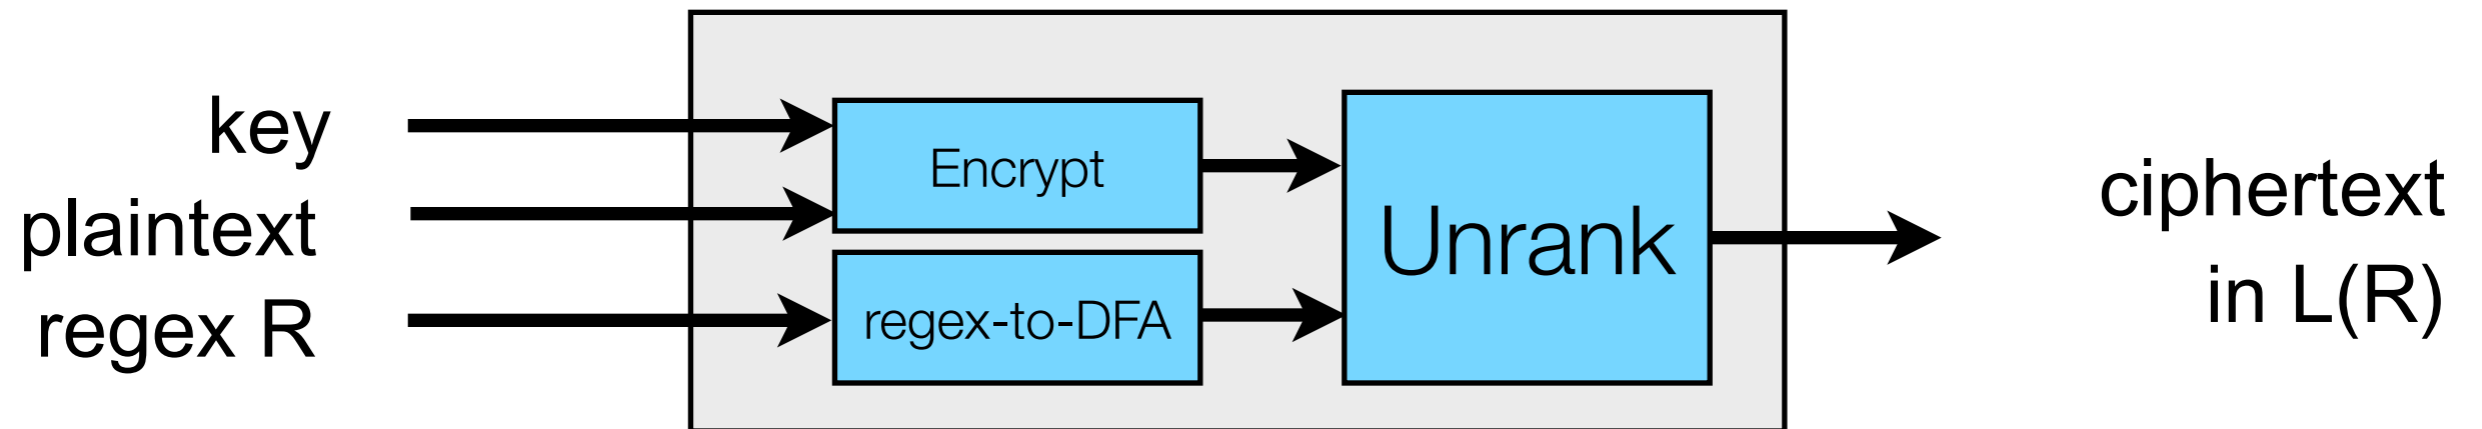 key
plaintext
regex R
Encrypt
regex-to-DFA
Unrank
ciphertext
in L(R)